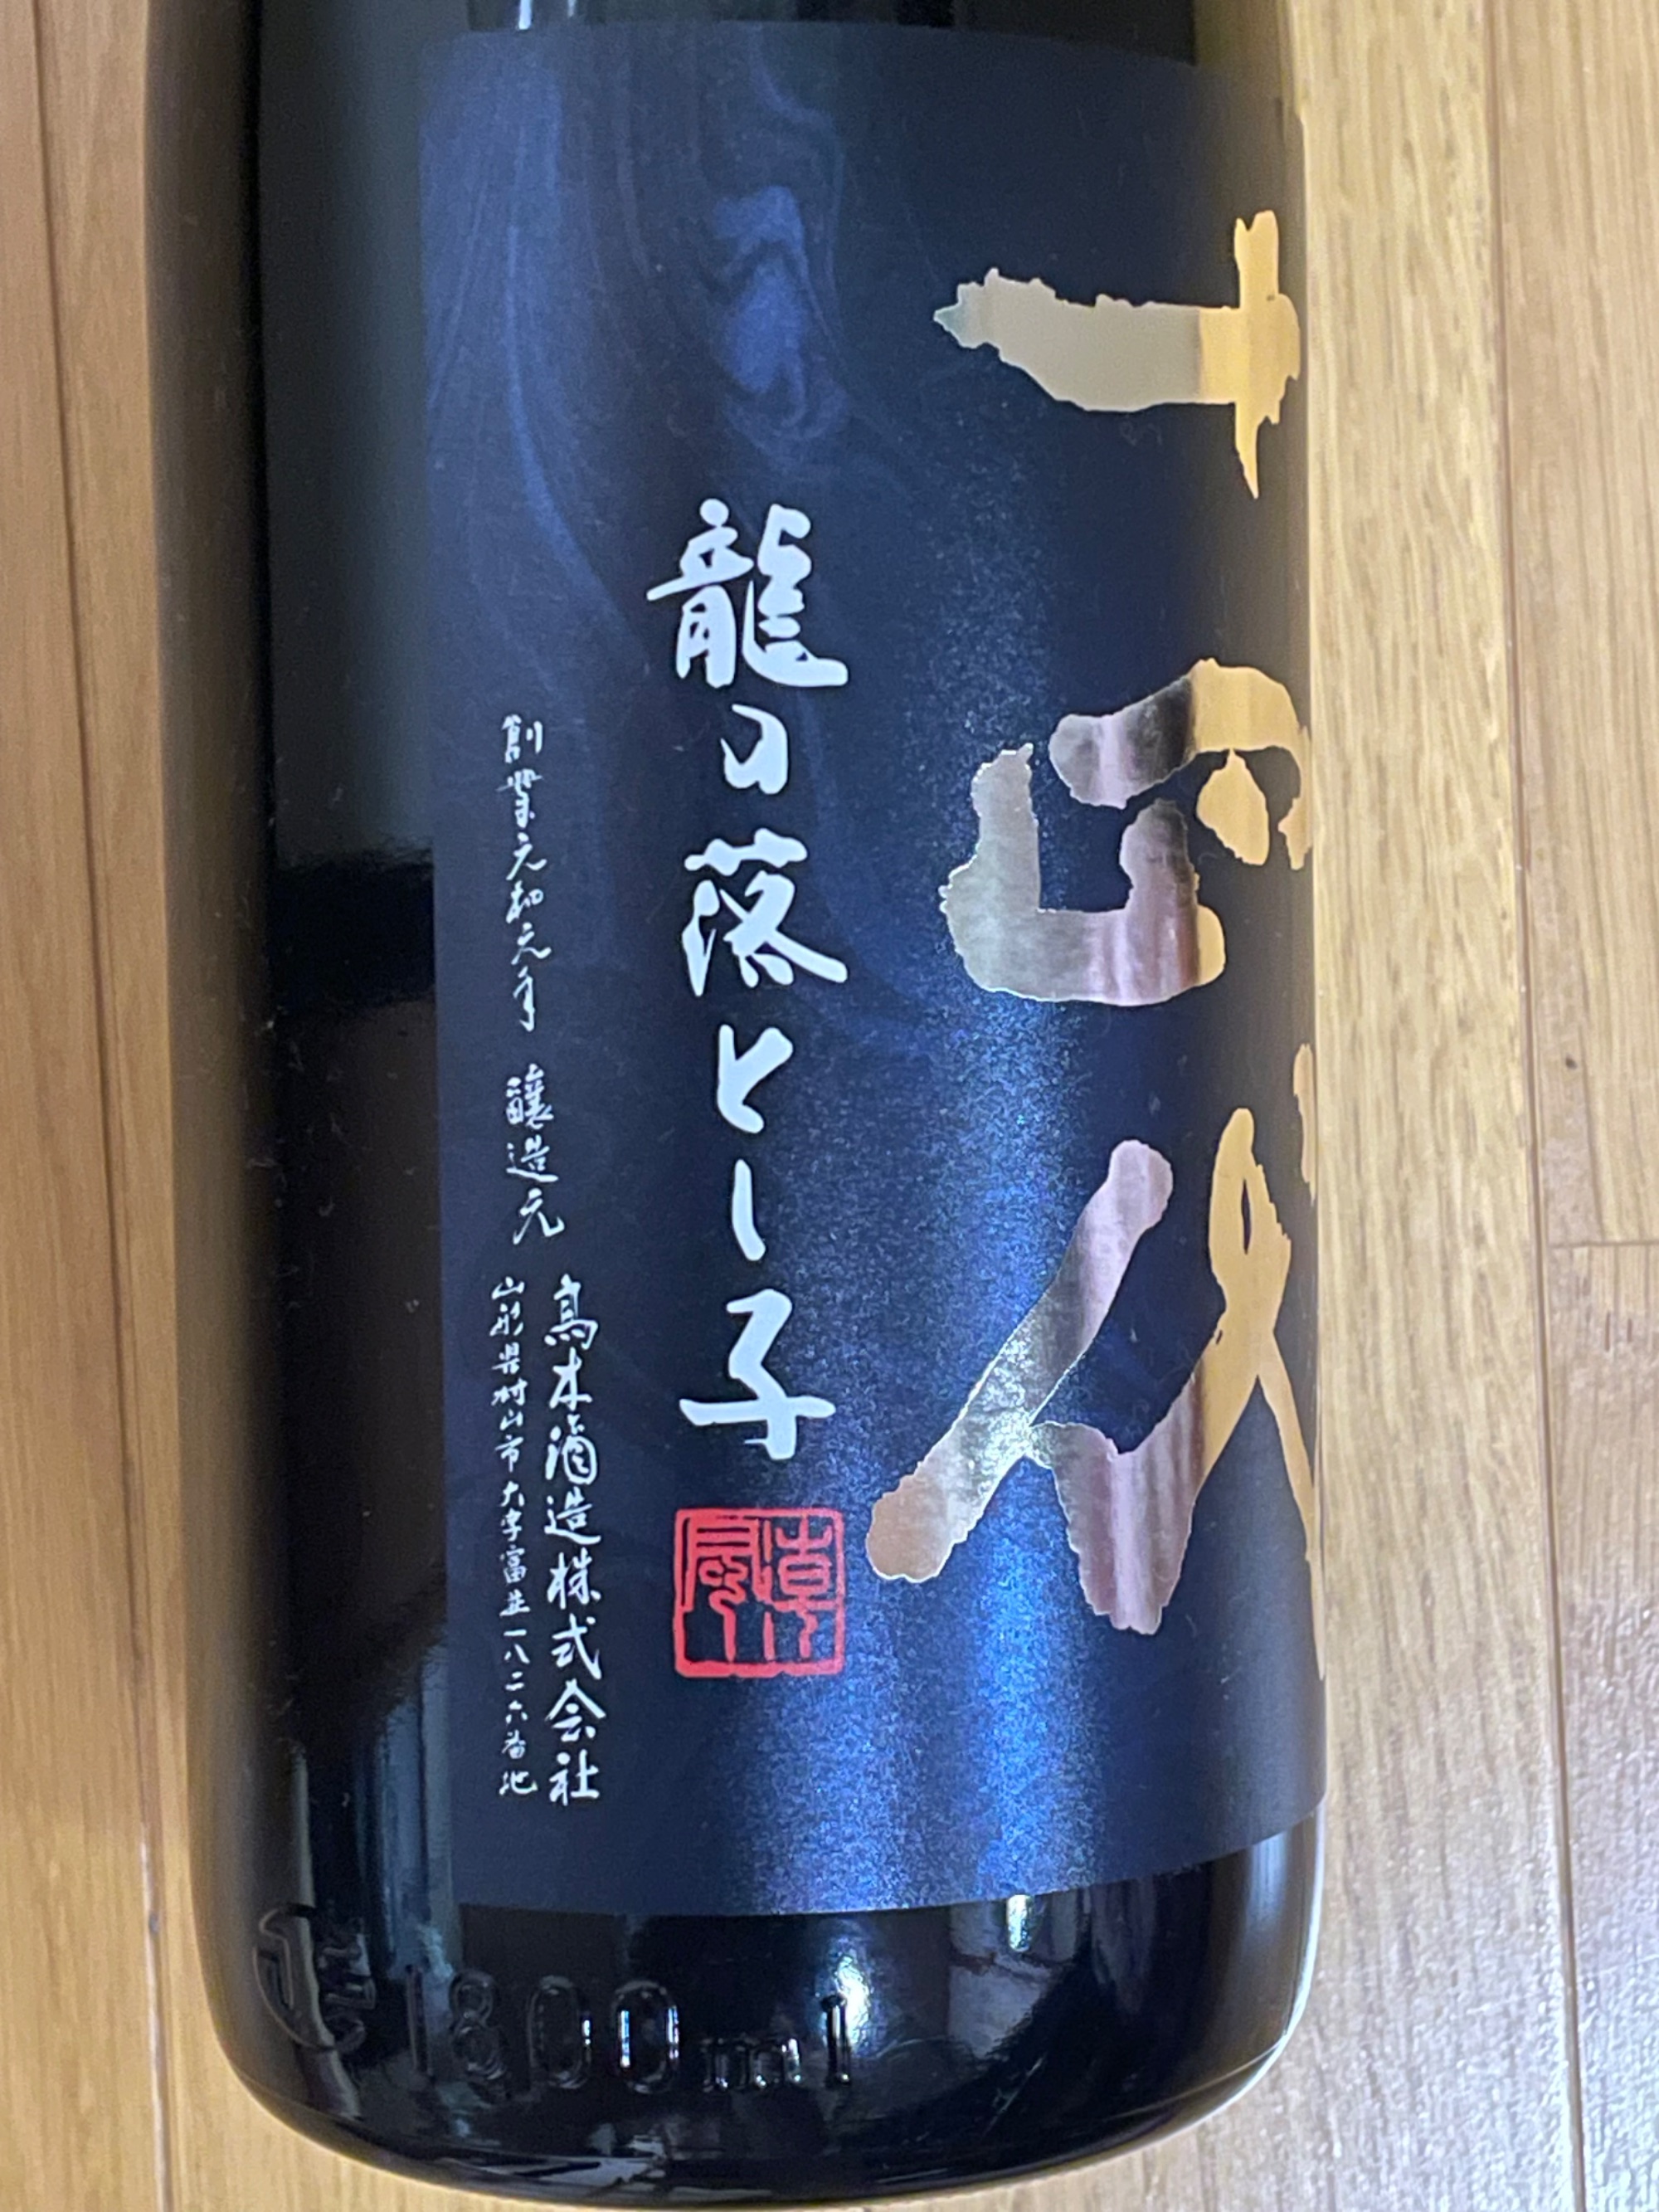 十四代
龍の落とし子
創業元和元年 醸造元
高木酒造株式会社
山形県村山市大字富並一八二六番地
1800ml